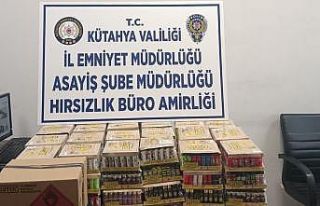 T.C.
KÜTAHYA VALİLİĞİ
İL EMNİYET MÜDÜRLÜĞÜ
ASAYİŞ ŞUBE MÜDÜRLÜĞÜ
HIRSIZLIK BÜRO AMİRLİĞİ